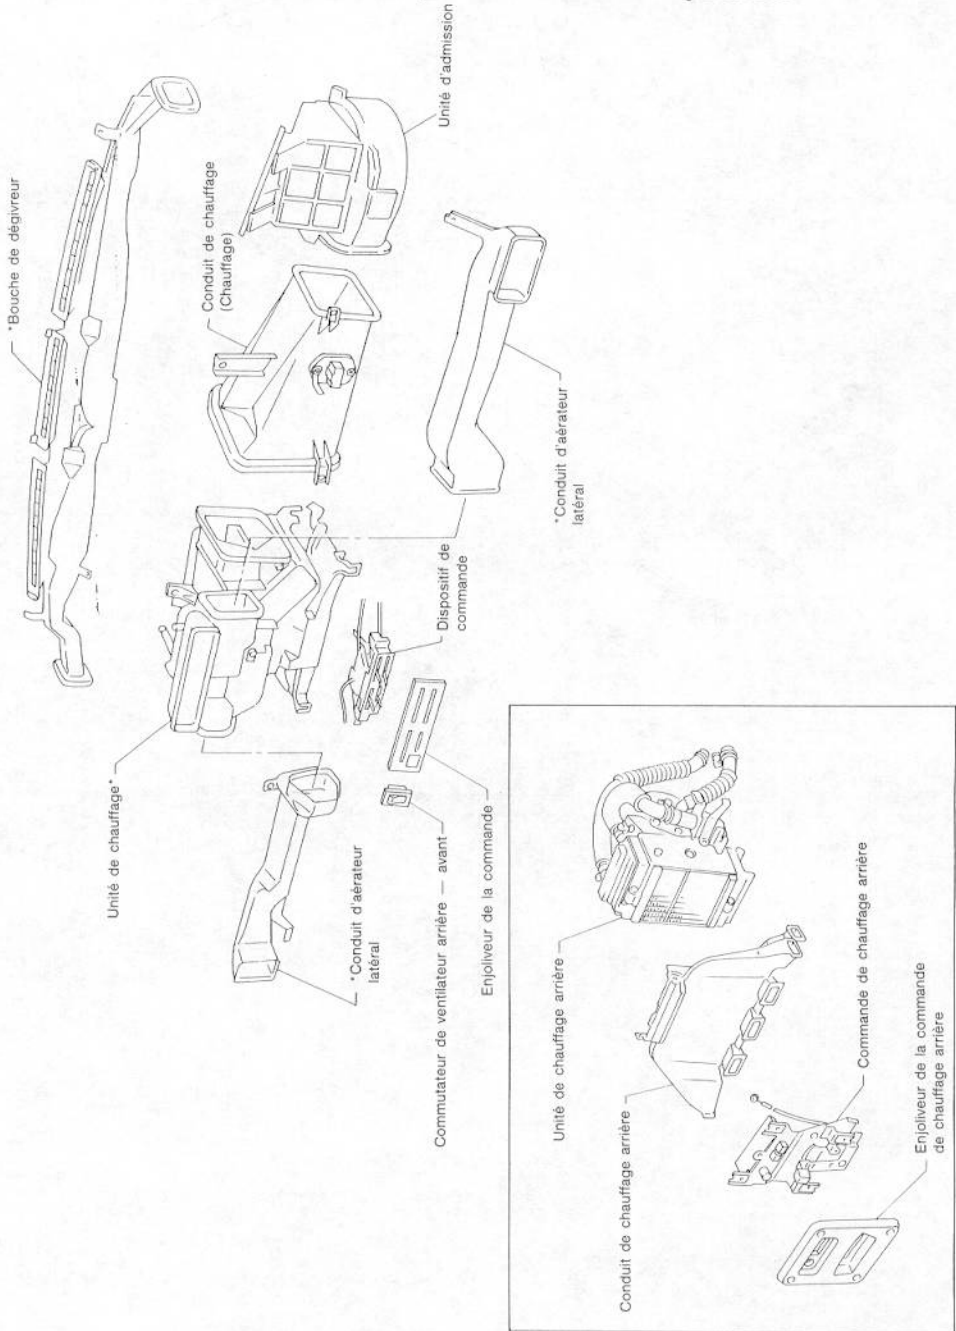 *Bouche de dégivreur
Conduit de chauffage
(Chauffage)
Unité d'admission
Unité de chauffage*
*Conduit d'aérateur
latéral
Dispositif de
commande
*Conduit d'aérateur
latéral
Commutateur de ventilateur arrière — avant
Enjoliveur de la commande
Unité de chauffage arrière
Conduit de chauffage arrière
Commande de chauffage arrière
Enjoliveur de la commande
de chauffage arrière